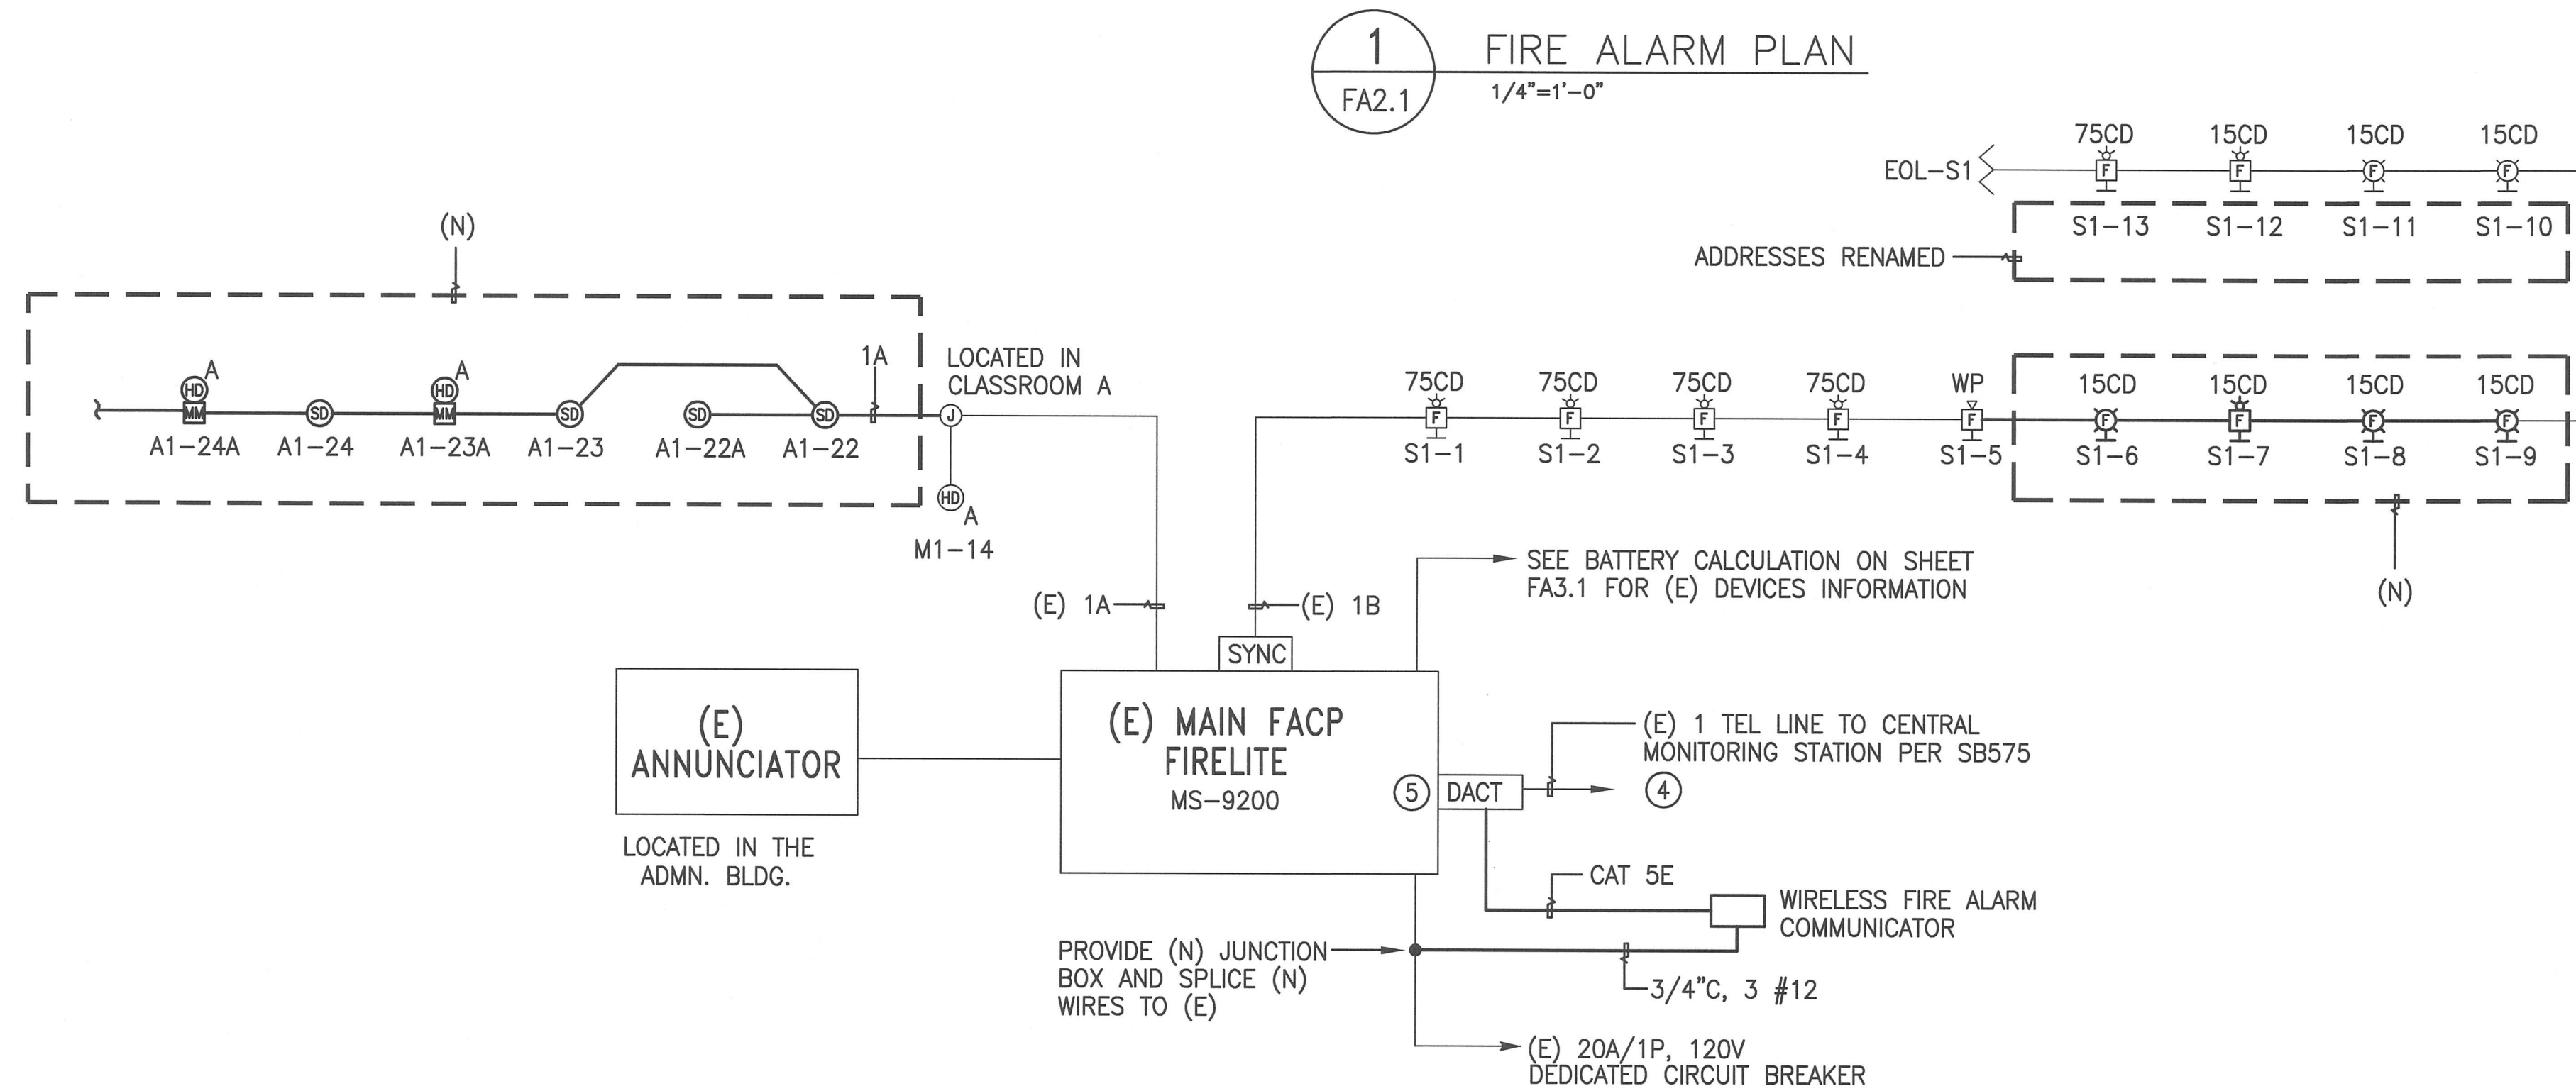 1
FA2.1
FIRE ALARM PLAN
1/4"=1'-0"
75CD 15CD 15CD 15CD
EOL-S1
F F F F
S1-13 S1-12 S1-11 S1-10
ADDRESSES RENAMED
(N)
1A
LOCATED IN
CLASSROOM A
A A
HD HD
MM SD MM SD SD SD J
A1-24A A1-24 A1-23A A1-23 A1-22A A1-22
HD
A
M1-14
75CD 75CD 75CD 75CD WP 15CD 15CD 15CD 15CD
F F F F F F F F F
S1-1 S1-2 S1-3 S1-4 S1-5 S1-6 S1-7 S1-8 S1-9
(N)
SEE BATTERY CALCULATION ON SHEET
FA3.1 FOR (E) DEVICES INFORMATION
(E) 1A
(E) 1B
SYNC
(E)
ANNUNCIATOR
LOCATED IN THE
ADMN. BLDG.
(E) MAIN FACP
FIRELITE
MS-9200
5
DACT
(E) 1 TEL LINE TO CENTRAL
MONITORING STATION PER SB575
4
CAT 5E
WIRELESS FIRE ALARM
COMMUNICATOR
PROVIDE (N) JUNCTION
BOX AND SPLICE (N)
WIRES TO (E)
3/4"C, 3 #12
(E) 20A/1P, 120V
DEDICATED CIRCUIT BREAKER